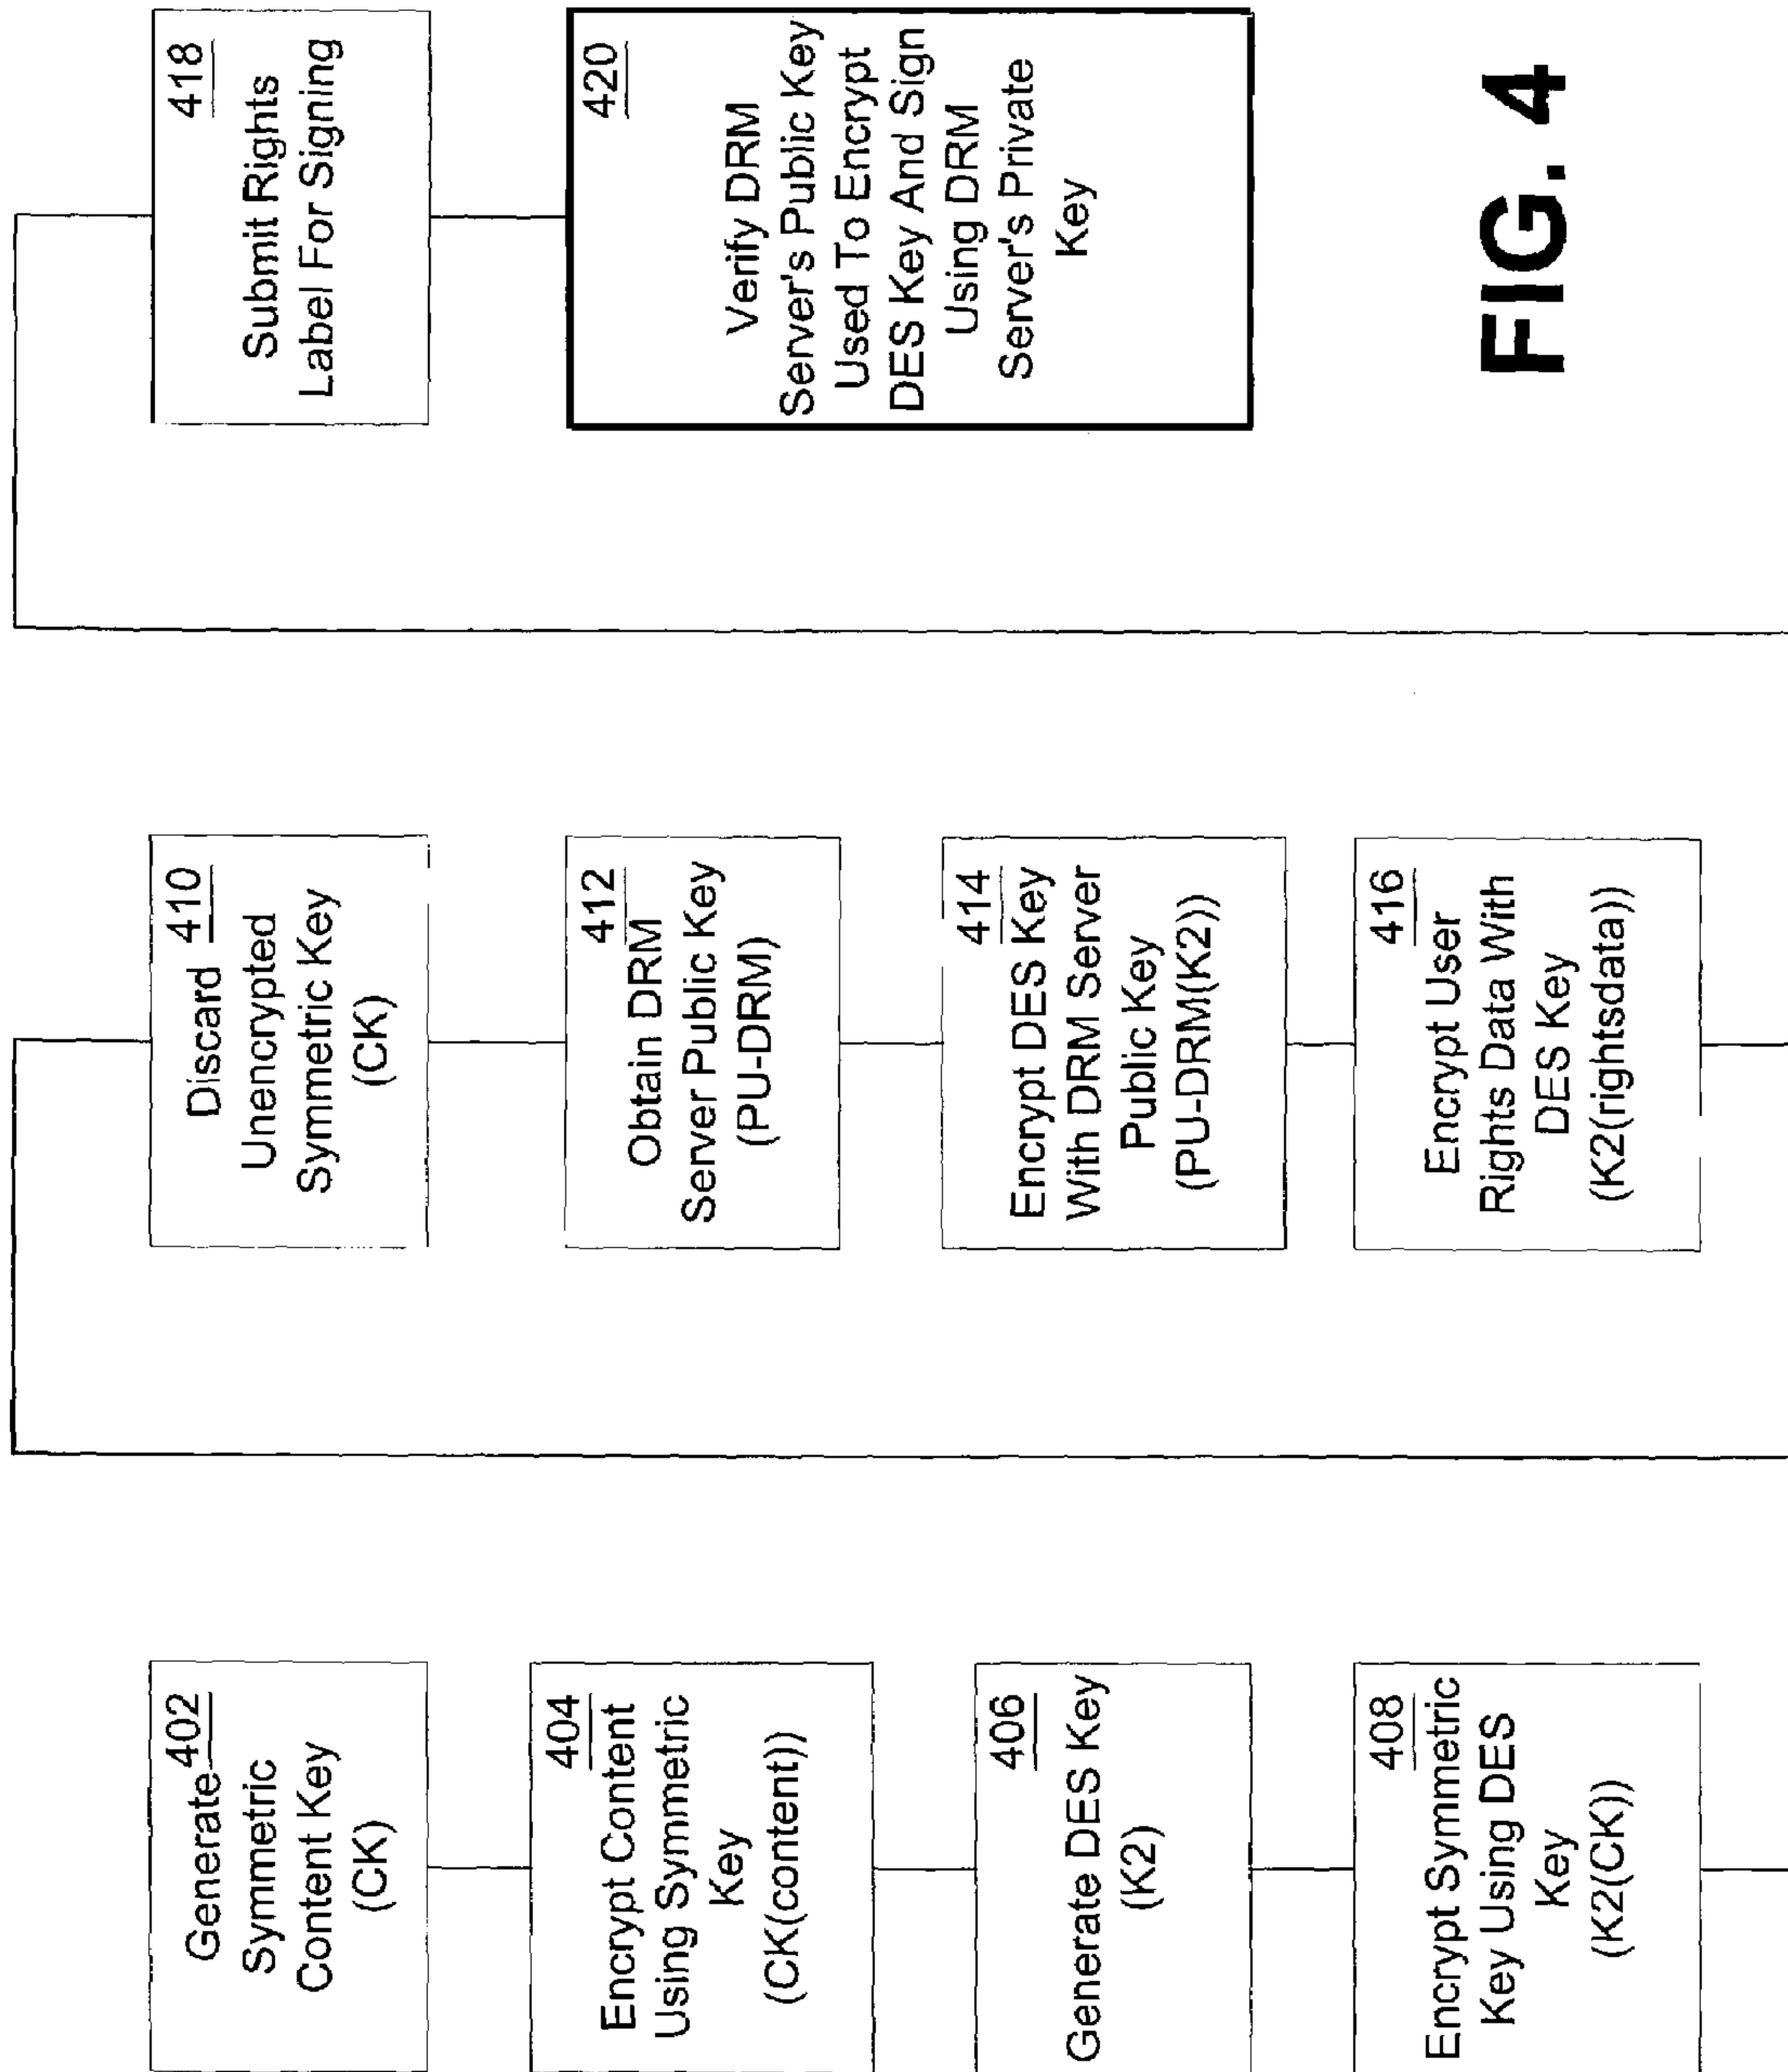 Generate 402
Symmetric
Content Key
(CK)
404
Encrypt Content
Using Symmetric
Key
(CK(content))
406
Generate DES Key
(K2)
408
Encrypt Symmetric
Key Using DES
Key
(K2(CK))
Discard 410
Unencrypted
Symmetric Key
(CK)
412
Obtain DRM
Server Public Key
(PU-DRM)
414
Encrypt DES Key
With DRM Server
Public Key
(PU-DRM(K2))
416
Encrypt User
Rights Data With
DES Key
(K2(rightsdata))
418
Submit Rights
Label For Signing
420
Verify DRM
Server's Public Key
Used To Encrypt
DES Key And Sign
Using DRM
Server's Private
Key
FIG. 4